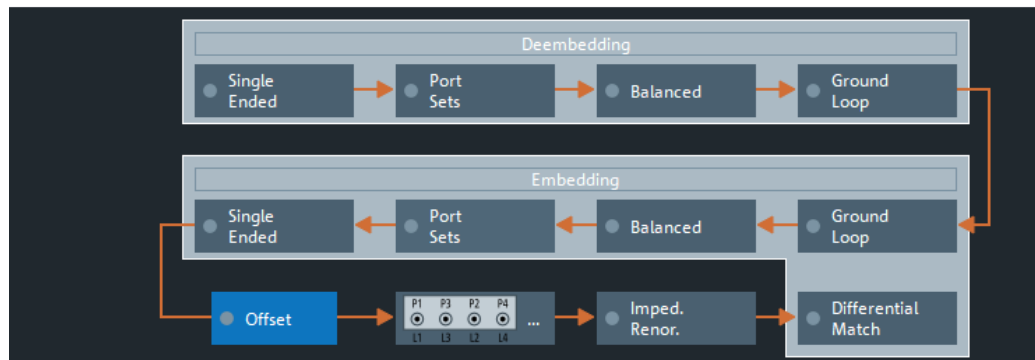 Deembedding
Single
Ended
Port
Sets
Balanced
Ground
Loop
Embedding
Single
Ended
Port
Sets
Balanced
Ground
Loop
Offset
P1 P3 P2 P4
L1 L3 L2 L4
...
Imped.
Renor.
Differential
Match